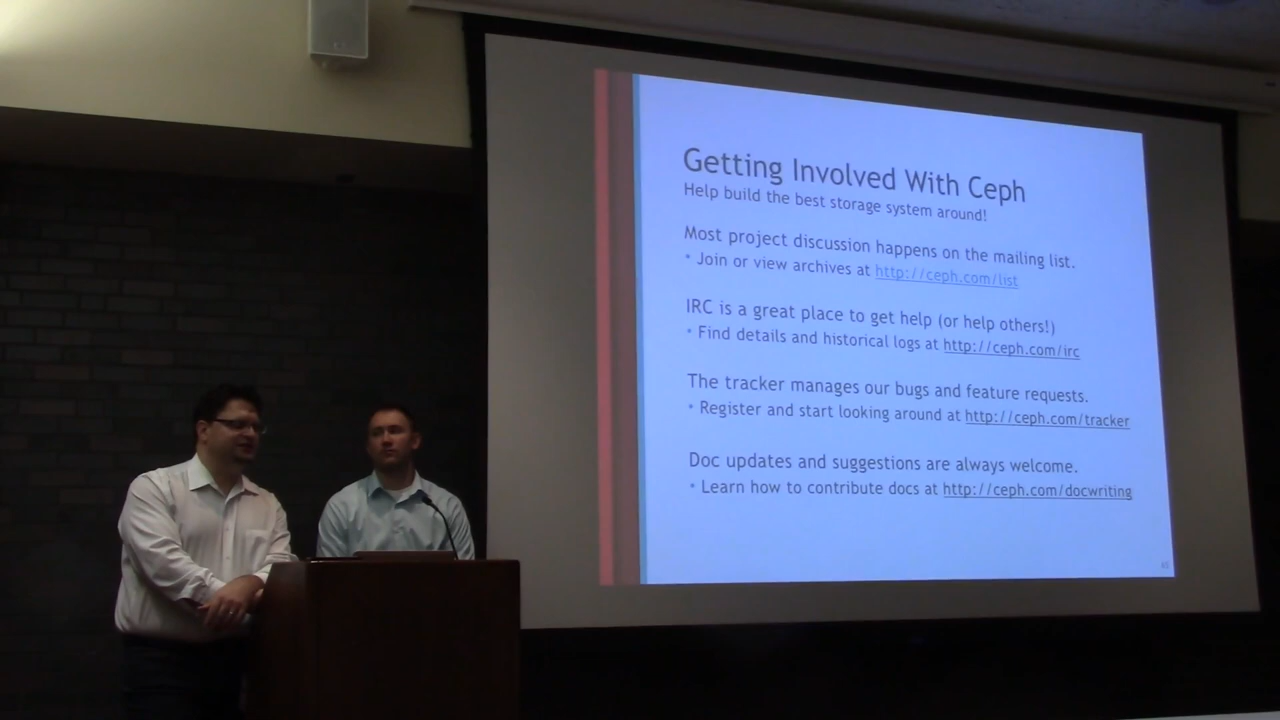 Getting Involved With Ceph
Help build the best storage system around!
Most project discussion happens on the mailing list.
• Join or view archives at http://ceph.com/list
IRC is a great place to get help (or help others!)
• Find details and historical logs at http://ceph.com/irc
The tracker manages our bugs and feature requests.
• Register and start looking around at http://ceph.com/tracker
Doc updates and suggestions are always welcome.
• Learn how to contribute docs at http://ceph.com/docwriting